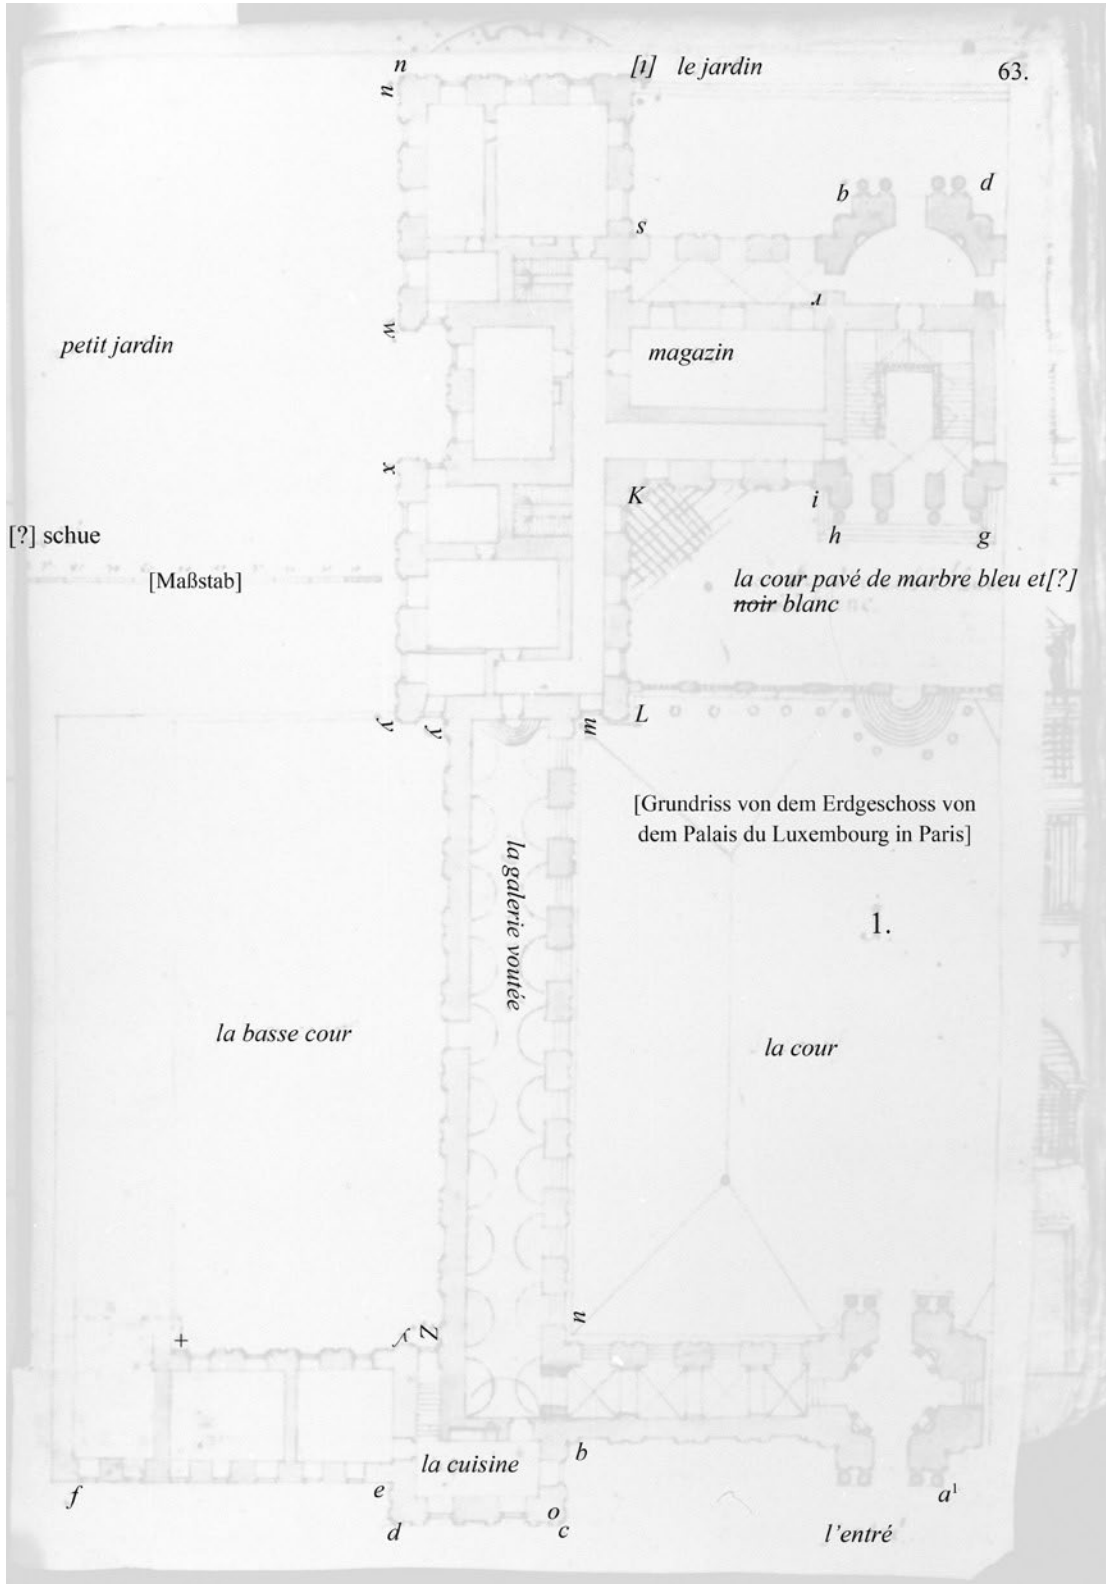 n
n
[1] le jardin
63.
b
d
s
r
w
petit jardin
magazin
x
K
i
h
g
[?] schue
[Maßstab]
la cour pavé de marbre bleu et[?]
noir blanc
y
y
m
L
[Grundriss von dem Erdgeschoss von
dem Palais du Luxembourg in Paris]
la galerie voutée
1.
la basse cour
la cour
n
+
y
Z
b
la cuisine
f
e
d
o
c
a¹
l'entré